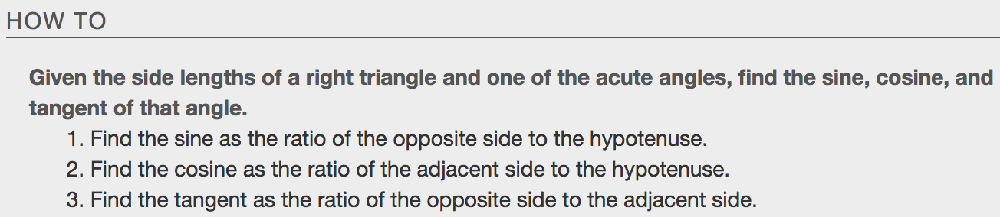 HOW TO
Given the side lengths of a right triangle and one of the acute angles, find the sine, cosine, and
tangent of that angle.
1. Find the sine as the ratio of the opposite side to the hypotenuse.
2. Find the cosine as the ratio of the adjacent side to the hypotenuse.
3. Find the tangent as the ratio of the opposite side to the adjacent side.